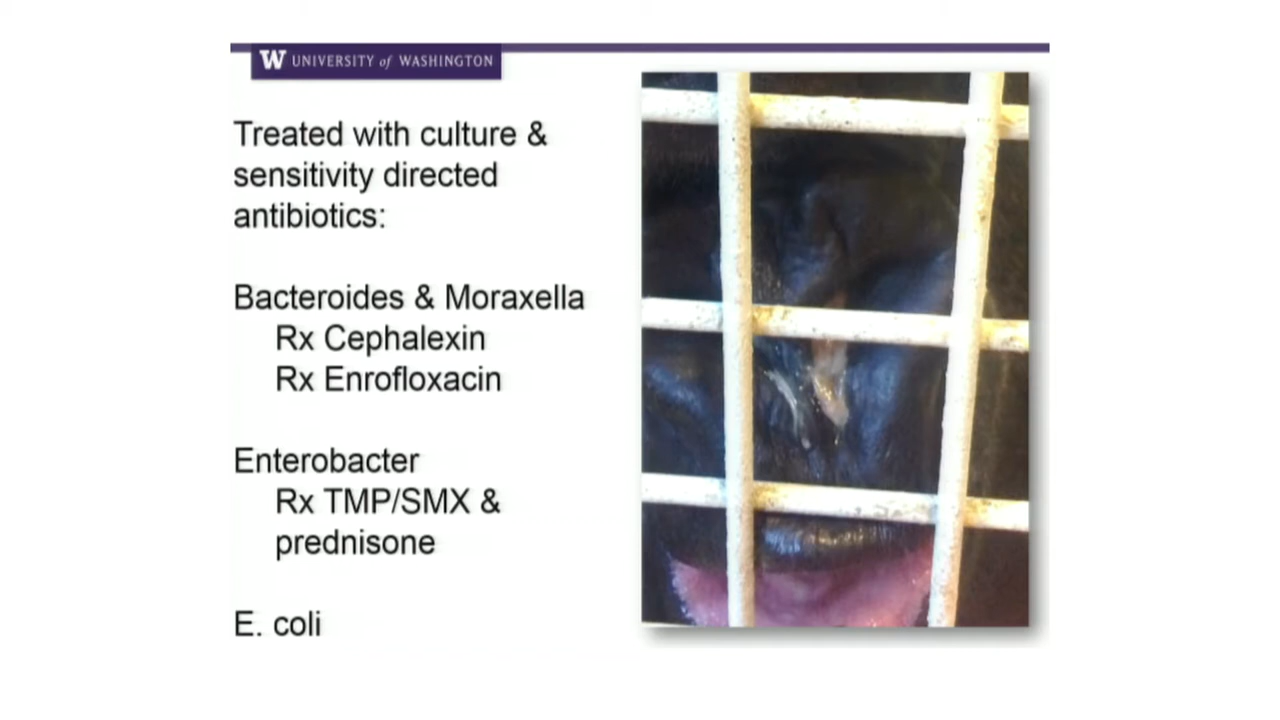 W UNIVERSITY of WASHINGTON
Treated with culture &
sensitivity directed
antibiotics:
Bacteroides & Moraxella
Rx Cephalexin
Rx Enrofloxacin
Enterobacter
Rx TMP/SMX &
prednisone
E. coli